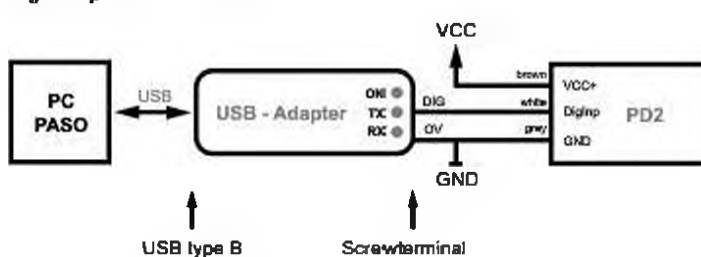 VCC
PC
PASO
USB
USB - Adapter
ON
TX
RX
DIG
0V
brown
white
grey
VCC+
DigInp
GND
PD2
GND
USB type B
Screwterminal